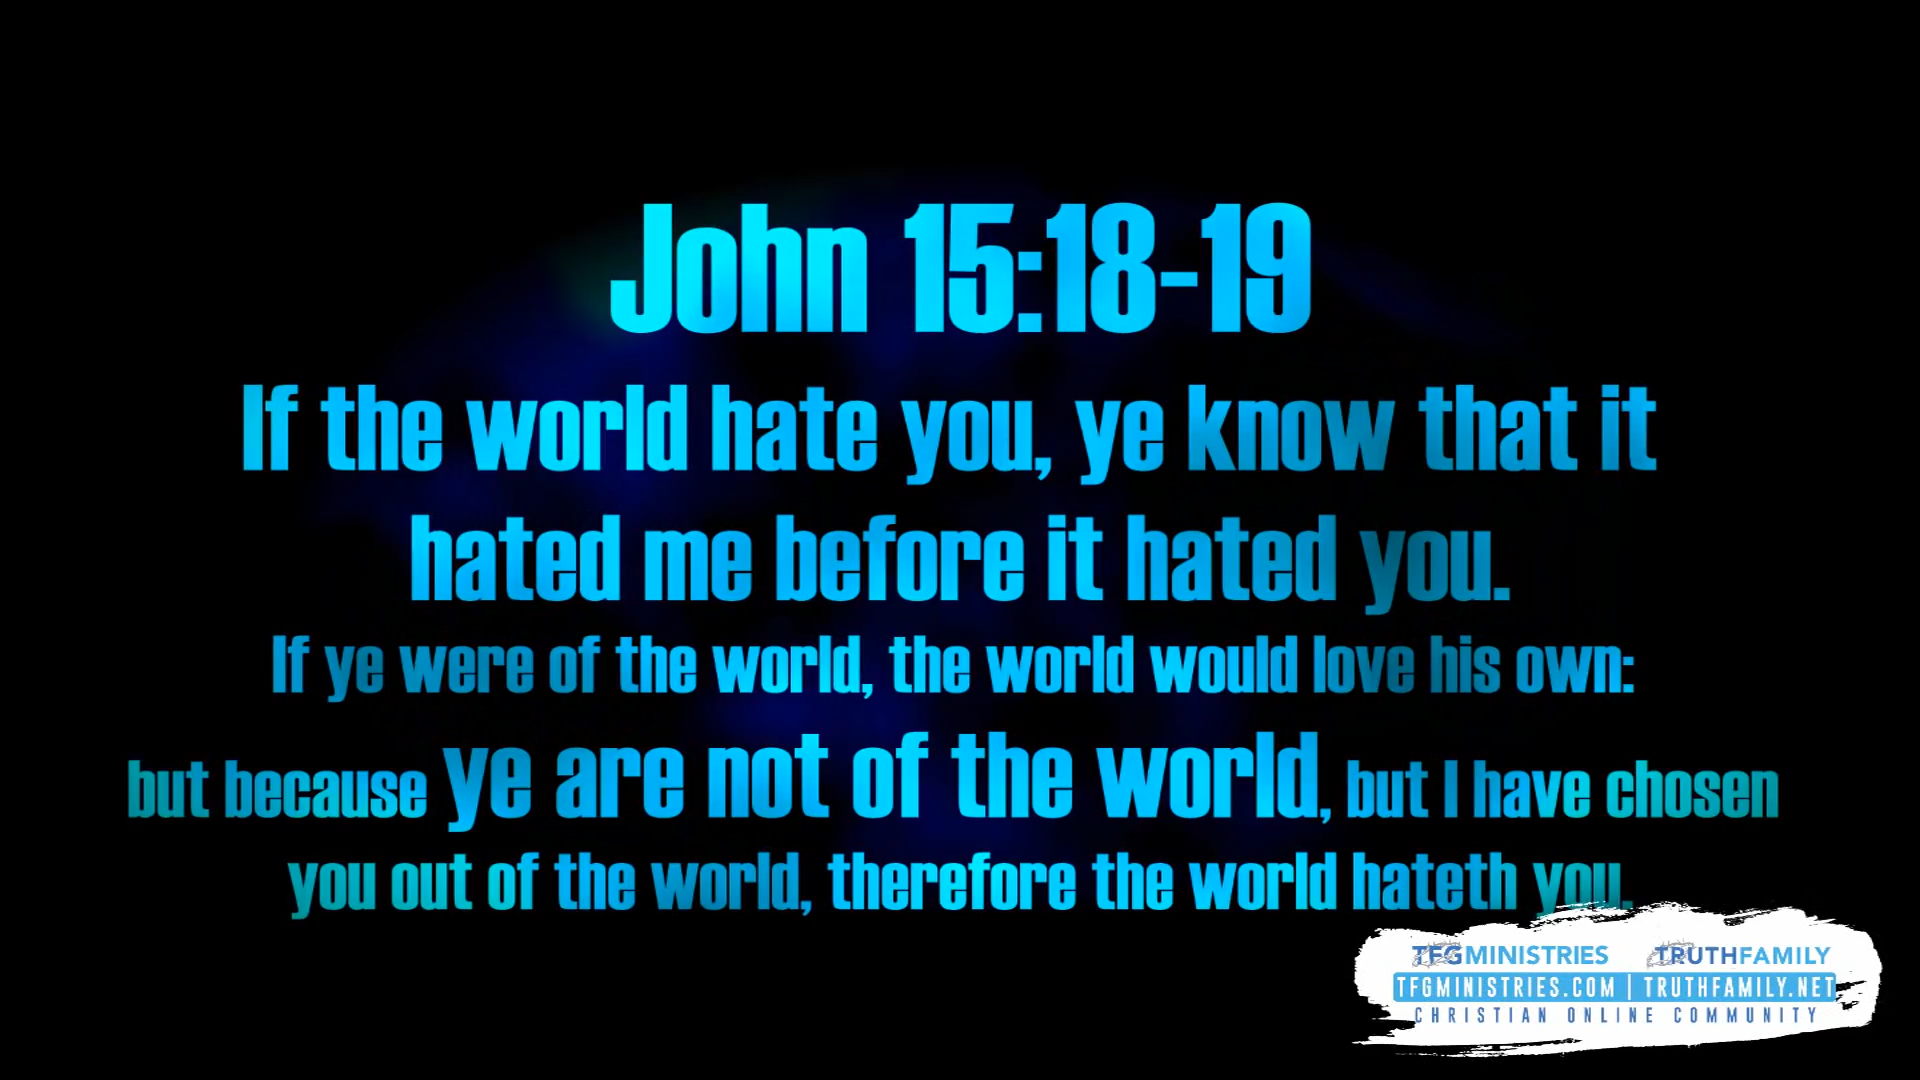 John 15:18-19
If the world hate you, ye know that it
hated me before it hated you.
If ye were of the world, the world would love his own:
but because ye are not of the world, but I have chosen
you out of the world, therefore the world hateth you.
TFGMINISTRIES TRUTHFAMILY
TFGMINISTRIES.COM | TRUTHFAMILY.NET
CHRISTIAN ONLINE COMMUNITY